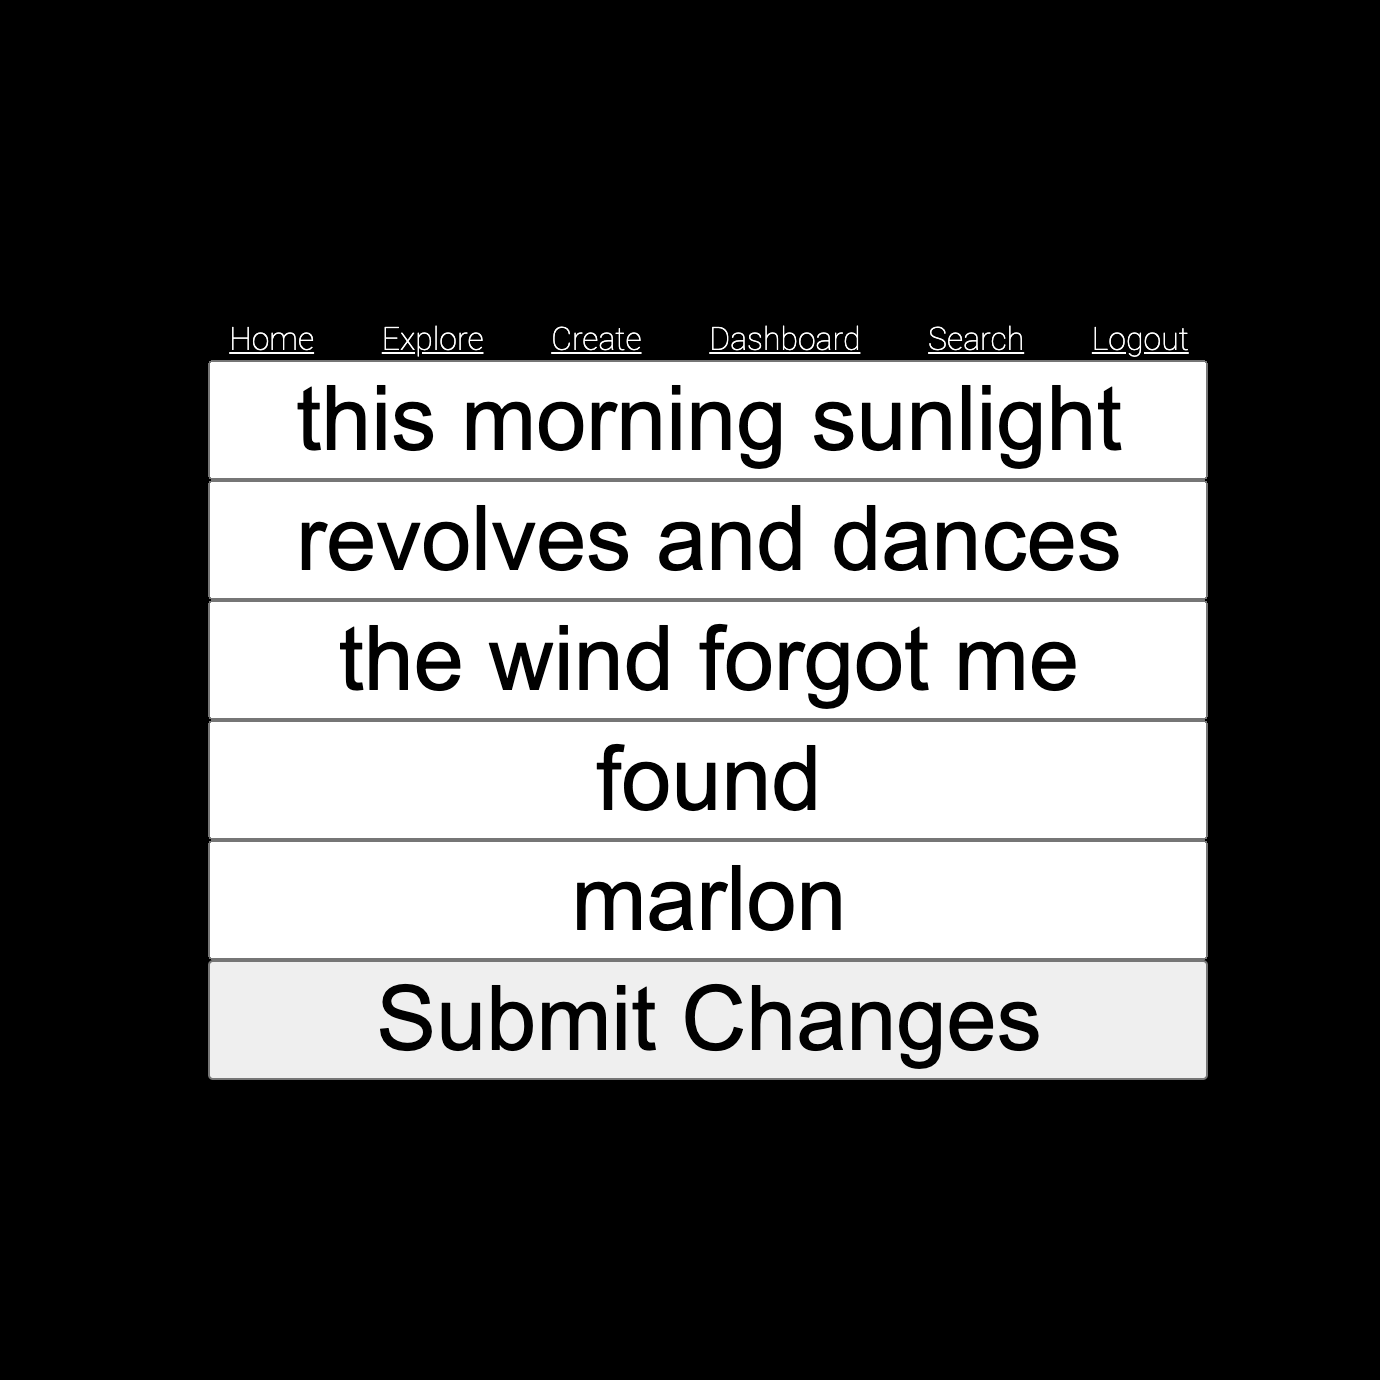 Home Explore Create Dashboard Search Logout
this morning sunlight
revolves and dances
the wind forgot me
found
marlon
Submit Changes